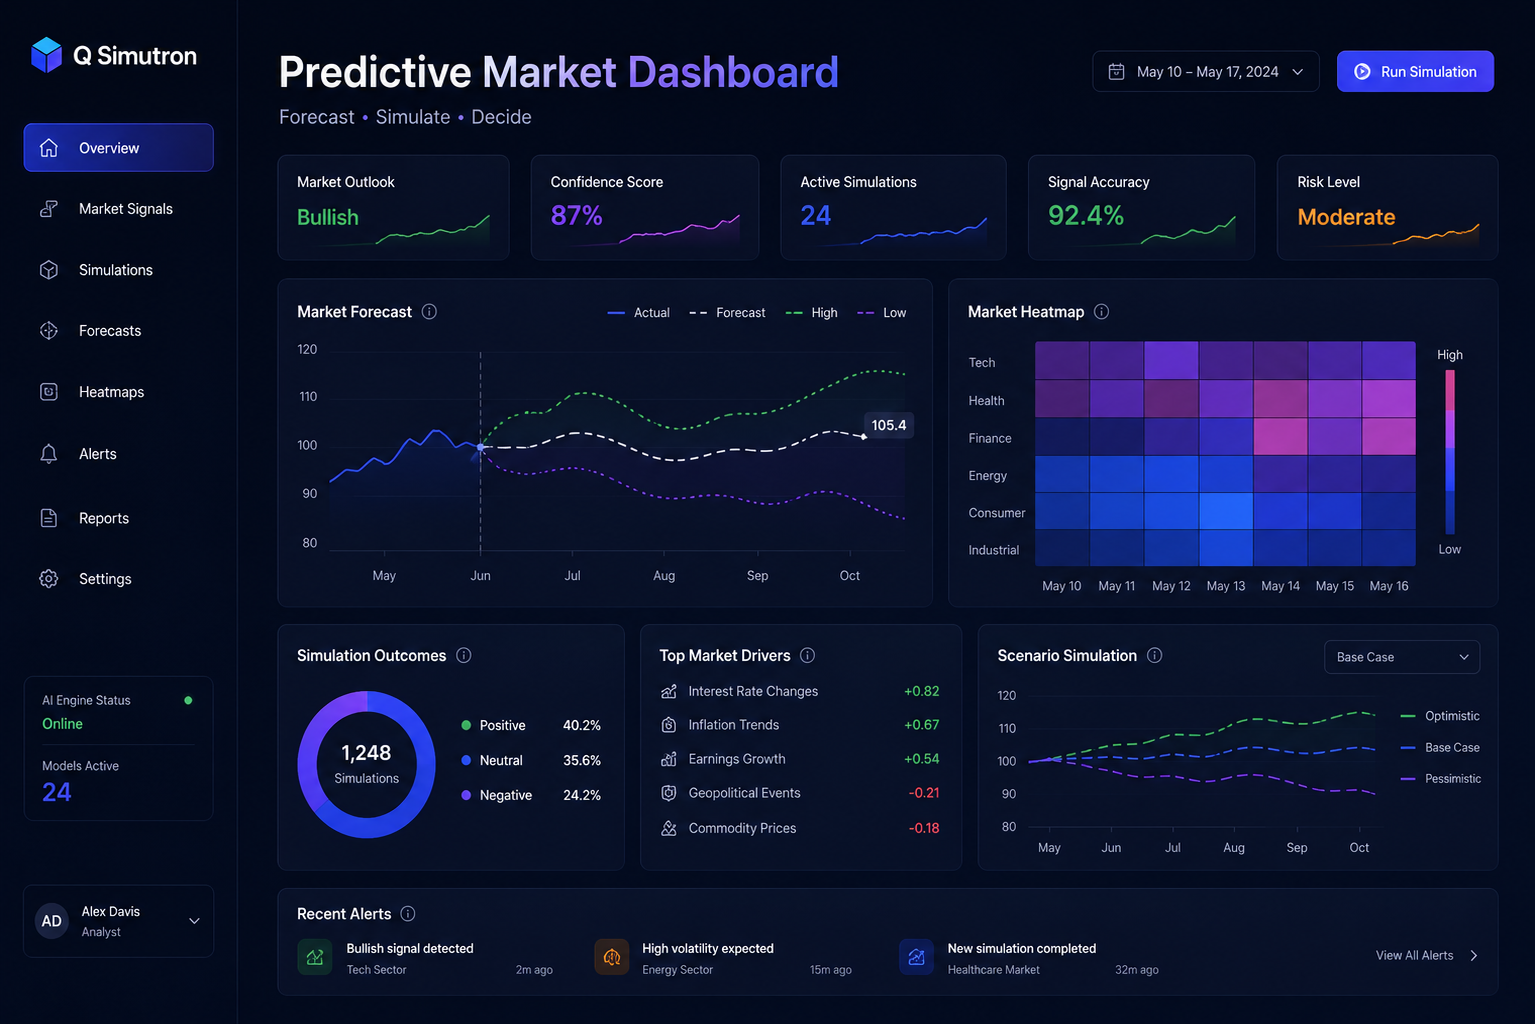 Q Simutron
Overview
Market Signals
Simulations
Forecasts
Heatmaps
Alerts
Reports
Settings
AI Engine Status
Online
Models Active
24
AD
Alex Davis
Analyst
Predictive Market Dashboard
Forecast • Simulate • Decide
May 10 – May 17, 2024
Run Simulation
Market Outlook
Bullish
Confidence Score
87%
Active Simulations
24
Signal Accuracy
92.4%
Risk Level
Moderate
Market Forecast
Actual
Forecast
High
Low
120
110
100
90
80
105.4
May
Jun
Jul
Aug
Sep
Oct
Market Heatmap
Tech
Health
Finance
Energy
Consumer
Industrial
May 10
May 11
May 12
May 13
May 14
May 15
May 16
High
Low
Simulation Outcomes
1,248
Simulations
Positive 40.2%
Neutral 35.6%
Negative 24.2%
Top Market Drivers
Interest Rate Changes +0.82
Inflation Trends +0.67
Earnings Growth +0.54
Geopolitical Events -0.21
Commodity Prices -0.18
Scenario Simulation
Base Case
120
110
100
90
80
May
Jun
Jul
Aug
Sep
Oct
Optimistic
Base Case
Pessimistic
Recent Alerts
Bullish signal detected
Tech Sector 2m ago
High volatility expected
Energy Sector 15m ago
New simulation completed
Healthcare Market 32m ago
View All Alerts